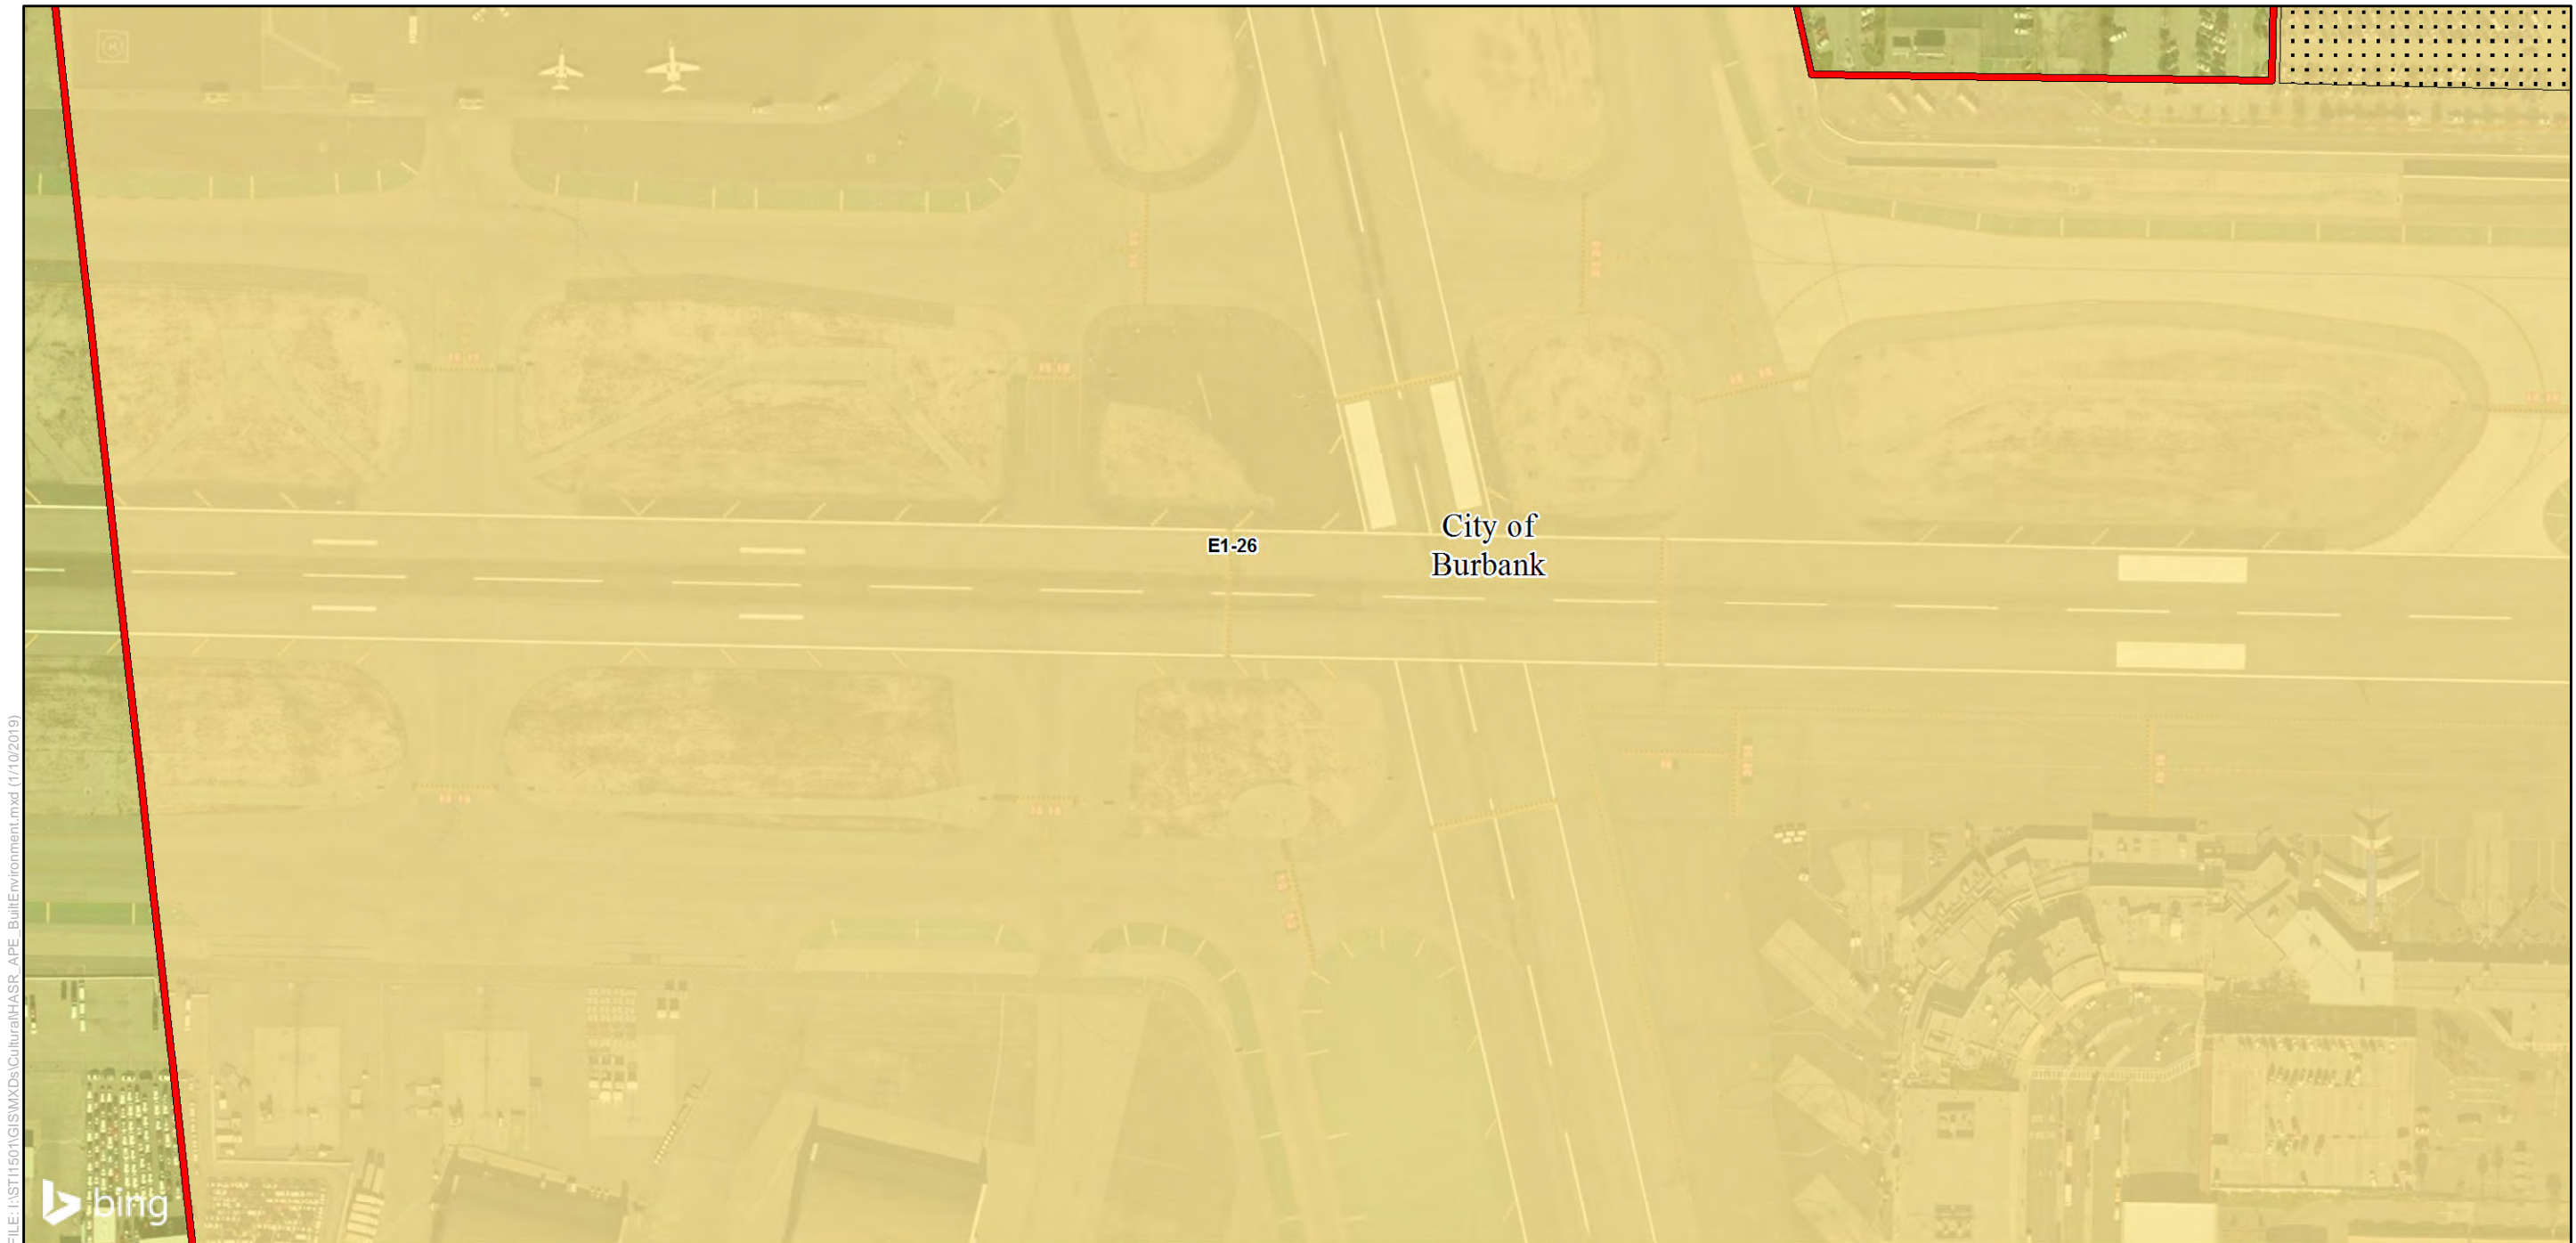 E1-26
City of
Burbank
bing
FILE: I:\STI1501\GIS\MXDs\Cultural\HASR_APE_BuiltEnvironment.mxd (1/10/2019)